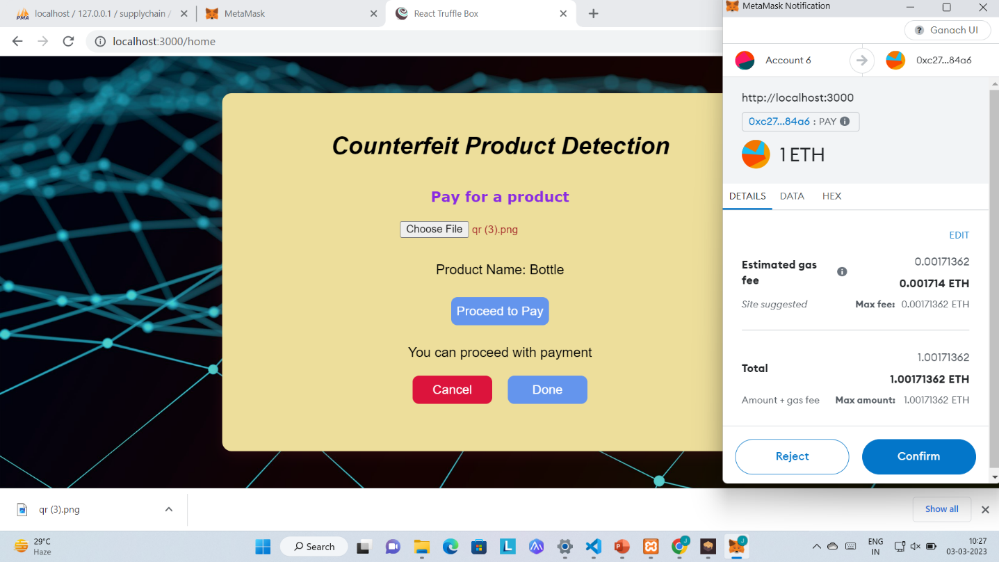 PMA
localhost / 127.0.0.1 / supplychain /
MetaMask
React Truffle Box
localhost:3000/home
Counterfeit Product Detection
Pay for a product
Choose File qr (3).png
Product Name: Bottle
Proceed to Pay
You can proceed with payment
Cancel Done
MetaMask Notification
? Ganach UI
Account 6 0xc27...84a6
http://localhost:3000
0xc27...84a6 : PAY
1 ETH
DETAILS DATA HEX
EDIT
Estimated gas
fee
0.00171362
0.001714 ETH
Site suggested Max fee: 0.00171362 ETH
1.00171362
Total
1.00171362 ETH
Amount + gas fee Max amount: 1.00171362 ETH
Reject Confirm
qr (3).png
Show all
29°C
Haze
Search
L
J
J
ENG
IN
10:27
03-03-2023